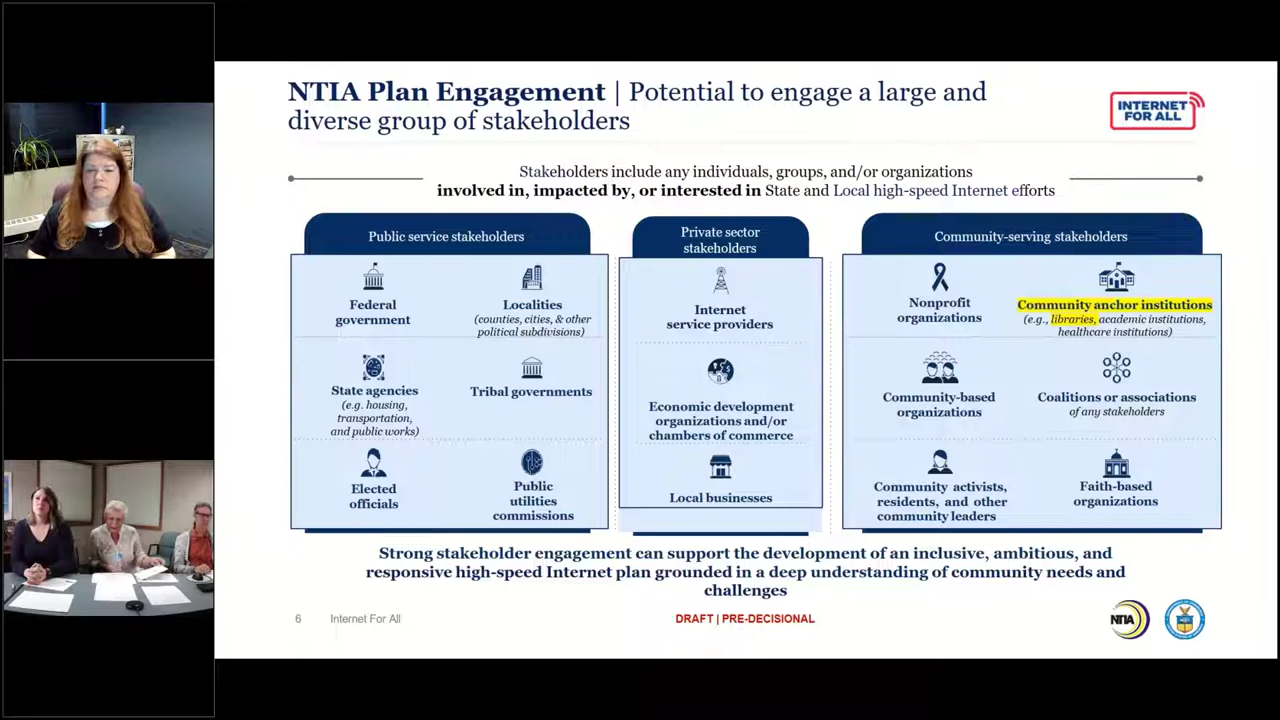 NTIA Plan Engagement | Potential to engage a large and
diverse group of stakeholders
INTERNET
FOR ALL
Stakeholders include any individuals, groups, and/or organizations
involved in, impacted by, or interested in State and Local high-speed Internet efforts
Public service stakeholders
Federal
government
Localities
(counties, cities, & other
political subdivisions)
State agencies
(e.g. housing,
transportation,
and public works)
Tribal governments
Elected
officials
Public
utilities
commissions
Private sector
stakeholders
Internet
service providers
Economic development
organizations and/or
chambers of commerce
Local businesses
Community-serving stakeholders
Nonprofit
organizations
Community anchor institutions
(e.g., libraries, academic institutions,
healthcare institutions)
Community-based
organizations
Coalitions or associations
of any stakeholders
Community activists,
residents, and other
community leaders
Faith-based
organizations
Strong stakeholder engagement can support the development of an inclusive, ambitious, and
responsive high-speed Internet plan grounded in a deep understanding of community needs and
challenges
6
Internet For All
DRAFT | PRE-DECISIONAL
NTIA